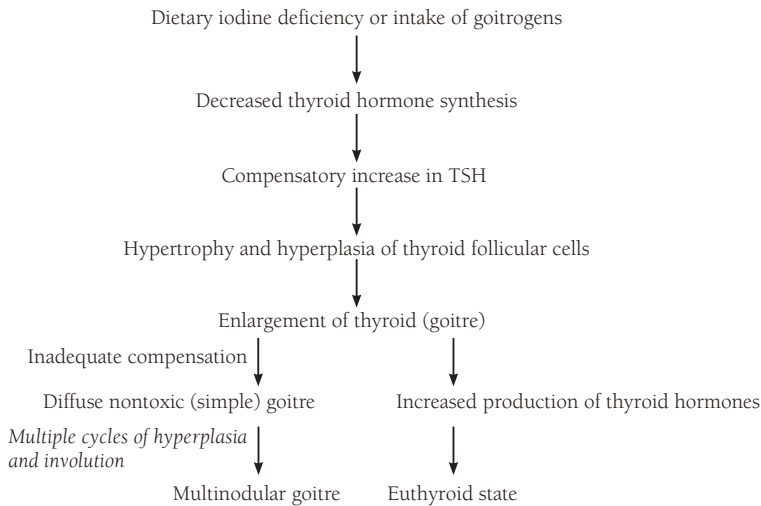 Dietary iodine deficiency or intake of goitrogens
Decreased thyroid hormone synthesis
Compensatory increase in TSH
Hypertrophy and hyperplasia of thyroid follicular cells
Enlargement of thyroid (goitre)
Inadequate compensation
Diffuse nontoxic (simple) goitre
Increased production of thyroid hormones
Multiple cycles of hyperplasia
and involution
Multinodular goitre
Euthyroid state